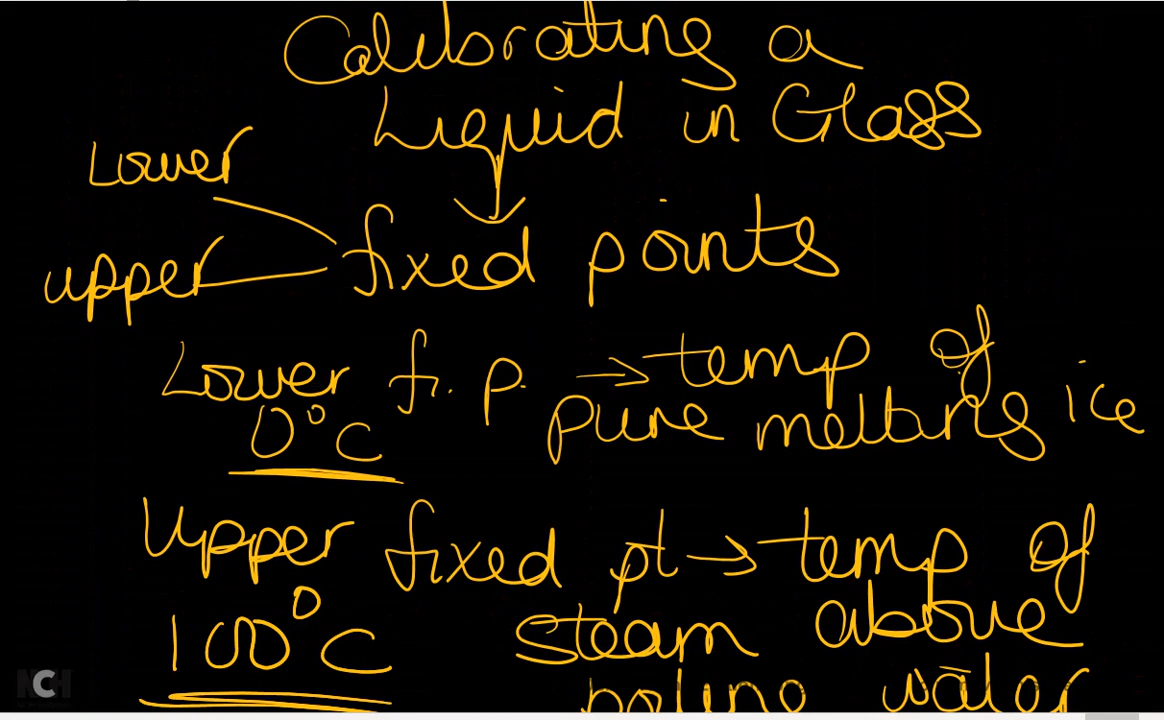 Calibrating a
Liquid in Glass
Lower
upper
fixed points
Lower f. p. → temp of
pure melting ice
0°C
Upper fixed pt → temp of
100°C steam above
boiling water
NCH